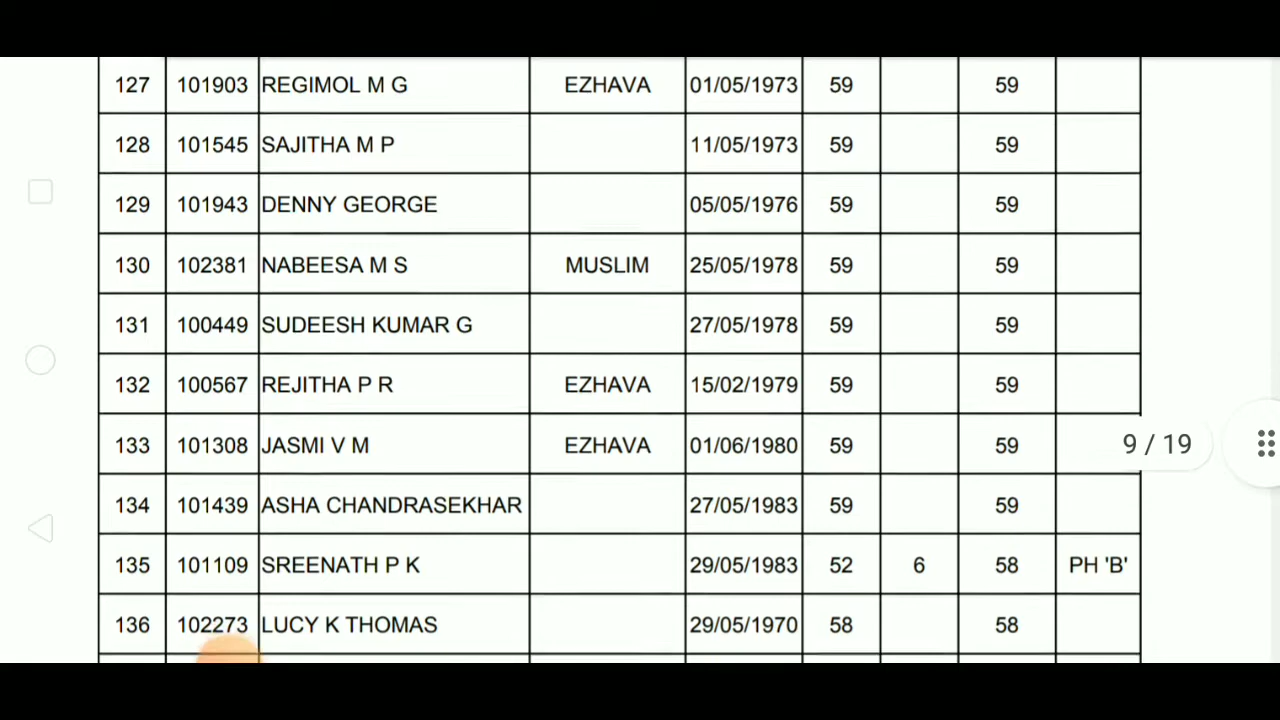 127 101903 REGIMOL M G EZHAVA 01/05/1973 59 59
128 101545 SAJITHA M P 11/05/1973 59 59
129 101943 DENNY GEORGE 05/05/1976 59 59
130 102381 NABEESA M S MUSLIM 25/05/1978 59 59
131 100449 SUDEESH KUMAR G 27/05/1978 59 59
132 100567 REJITHA P R EZHAVA 15/02/1979 59 59
133 101308 JASMI V M EZHAVA 01/06/1980 59 59
9 / 19
134 101439 ASHA CHANDRASEKHAR 27/05/1983 59 59
135 101109 SREENATH P K 29/05/1983 52 6 58 PH 'B'
136 102273 LUCY K THOMAS 29/05/1970 58 58